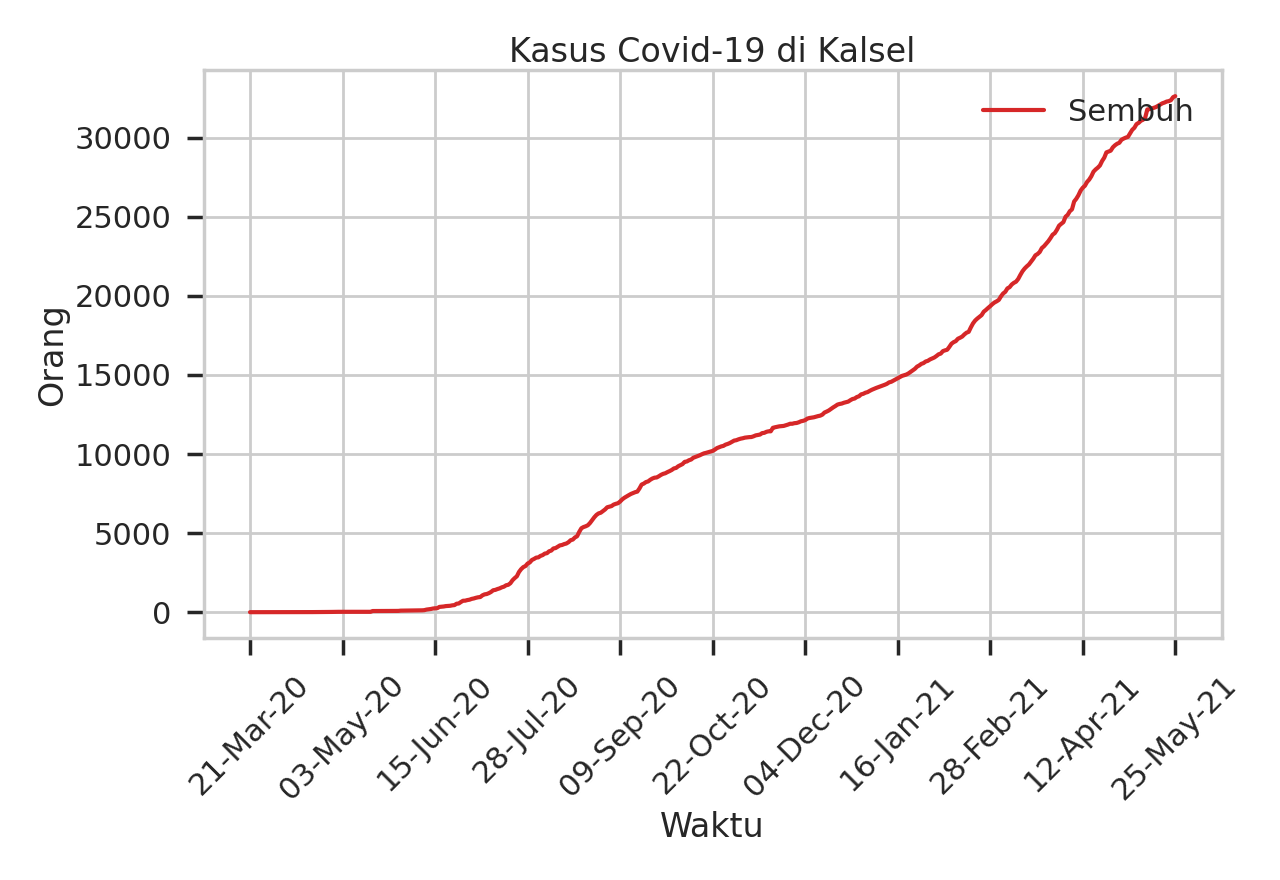 Kasus Covid-19 di Kalsel
Sembuh
Orang
30000
25000
20000
15000
10000
5000
0
21-Mar-20
03-May-20
15-Jun-20
28-Jul-20
09-Sep-20
22-Oct-20
04-Dec-20
16-Jan-21
28-Feb-21
12-Apr-21
25-May-21
Waktu